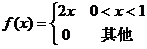 f(x) = { 2x 0 < x < 1
0 其他